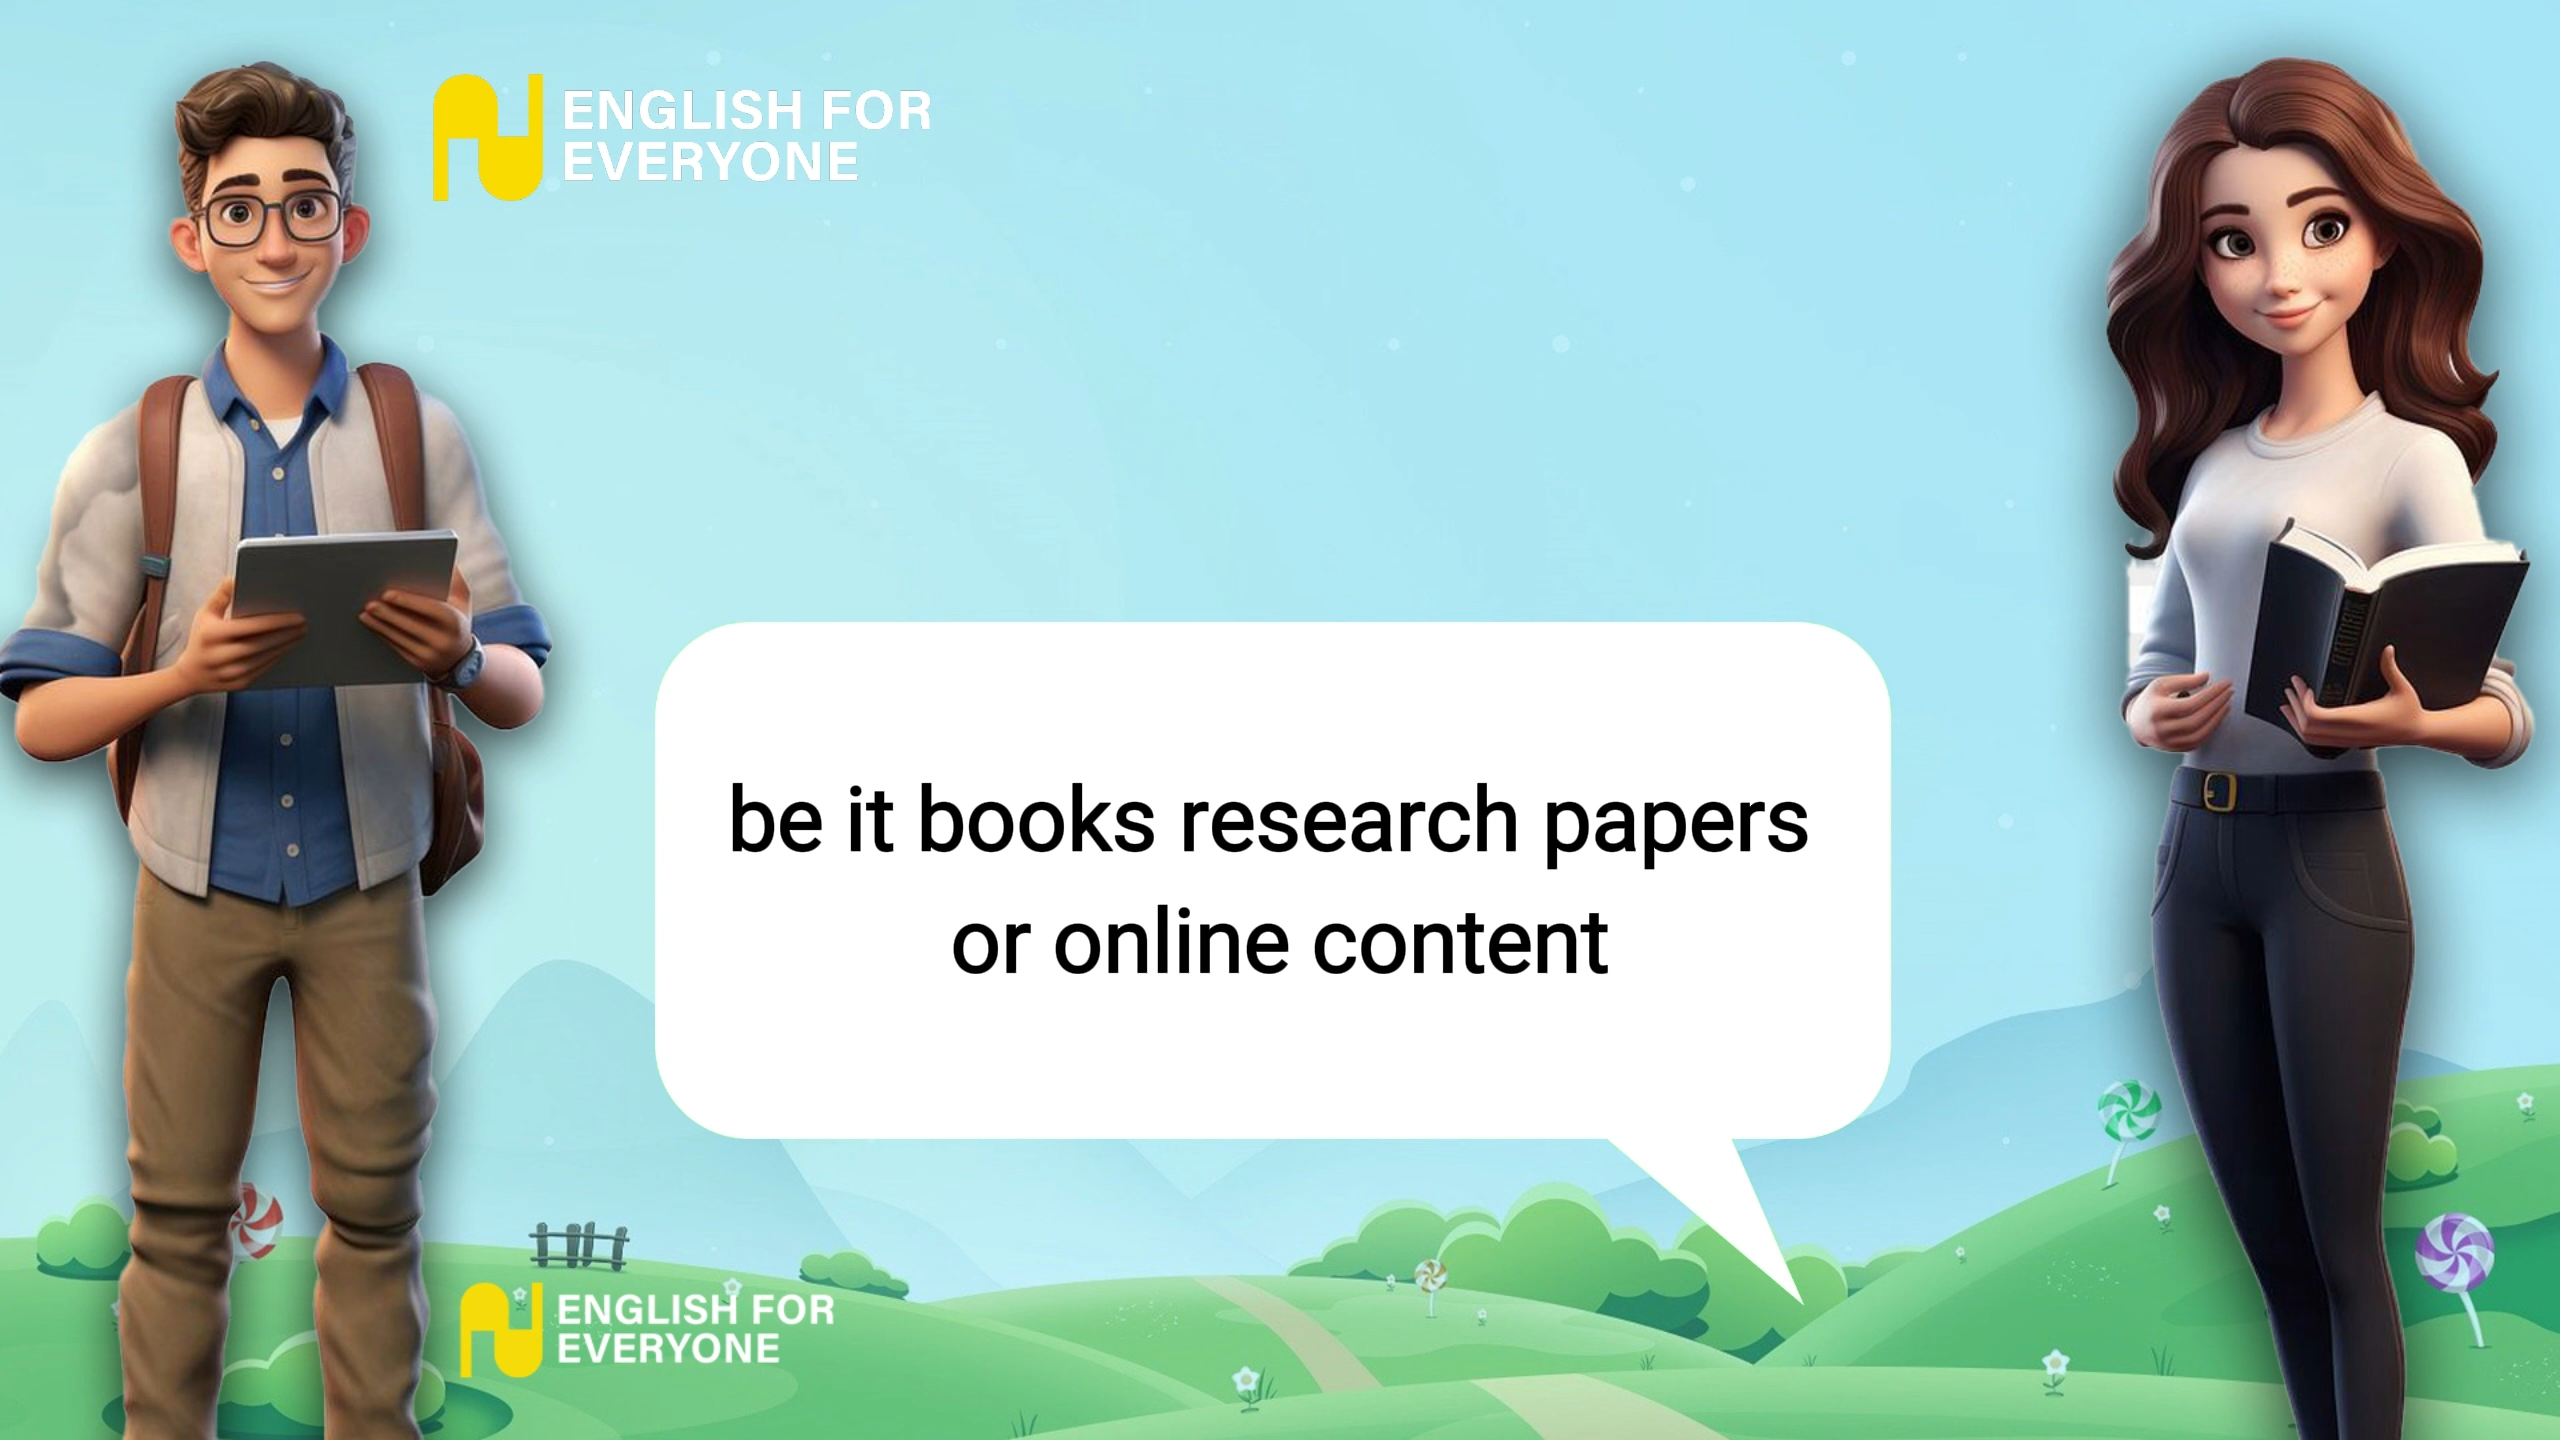 ENGLISH FOR
EVERYONE
be it books research papers
or online content
ENGLISH FOR
EVERYONE